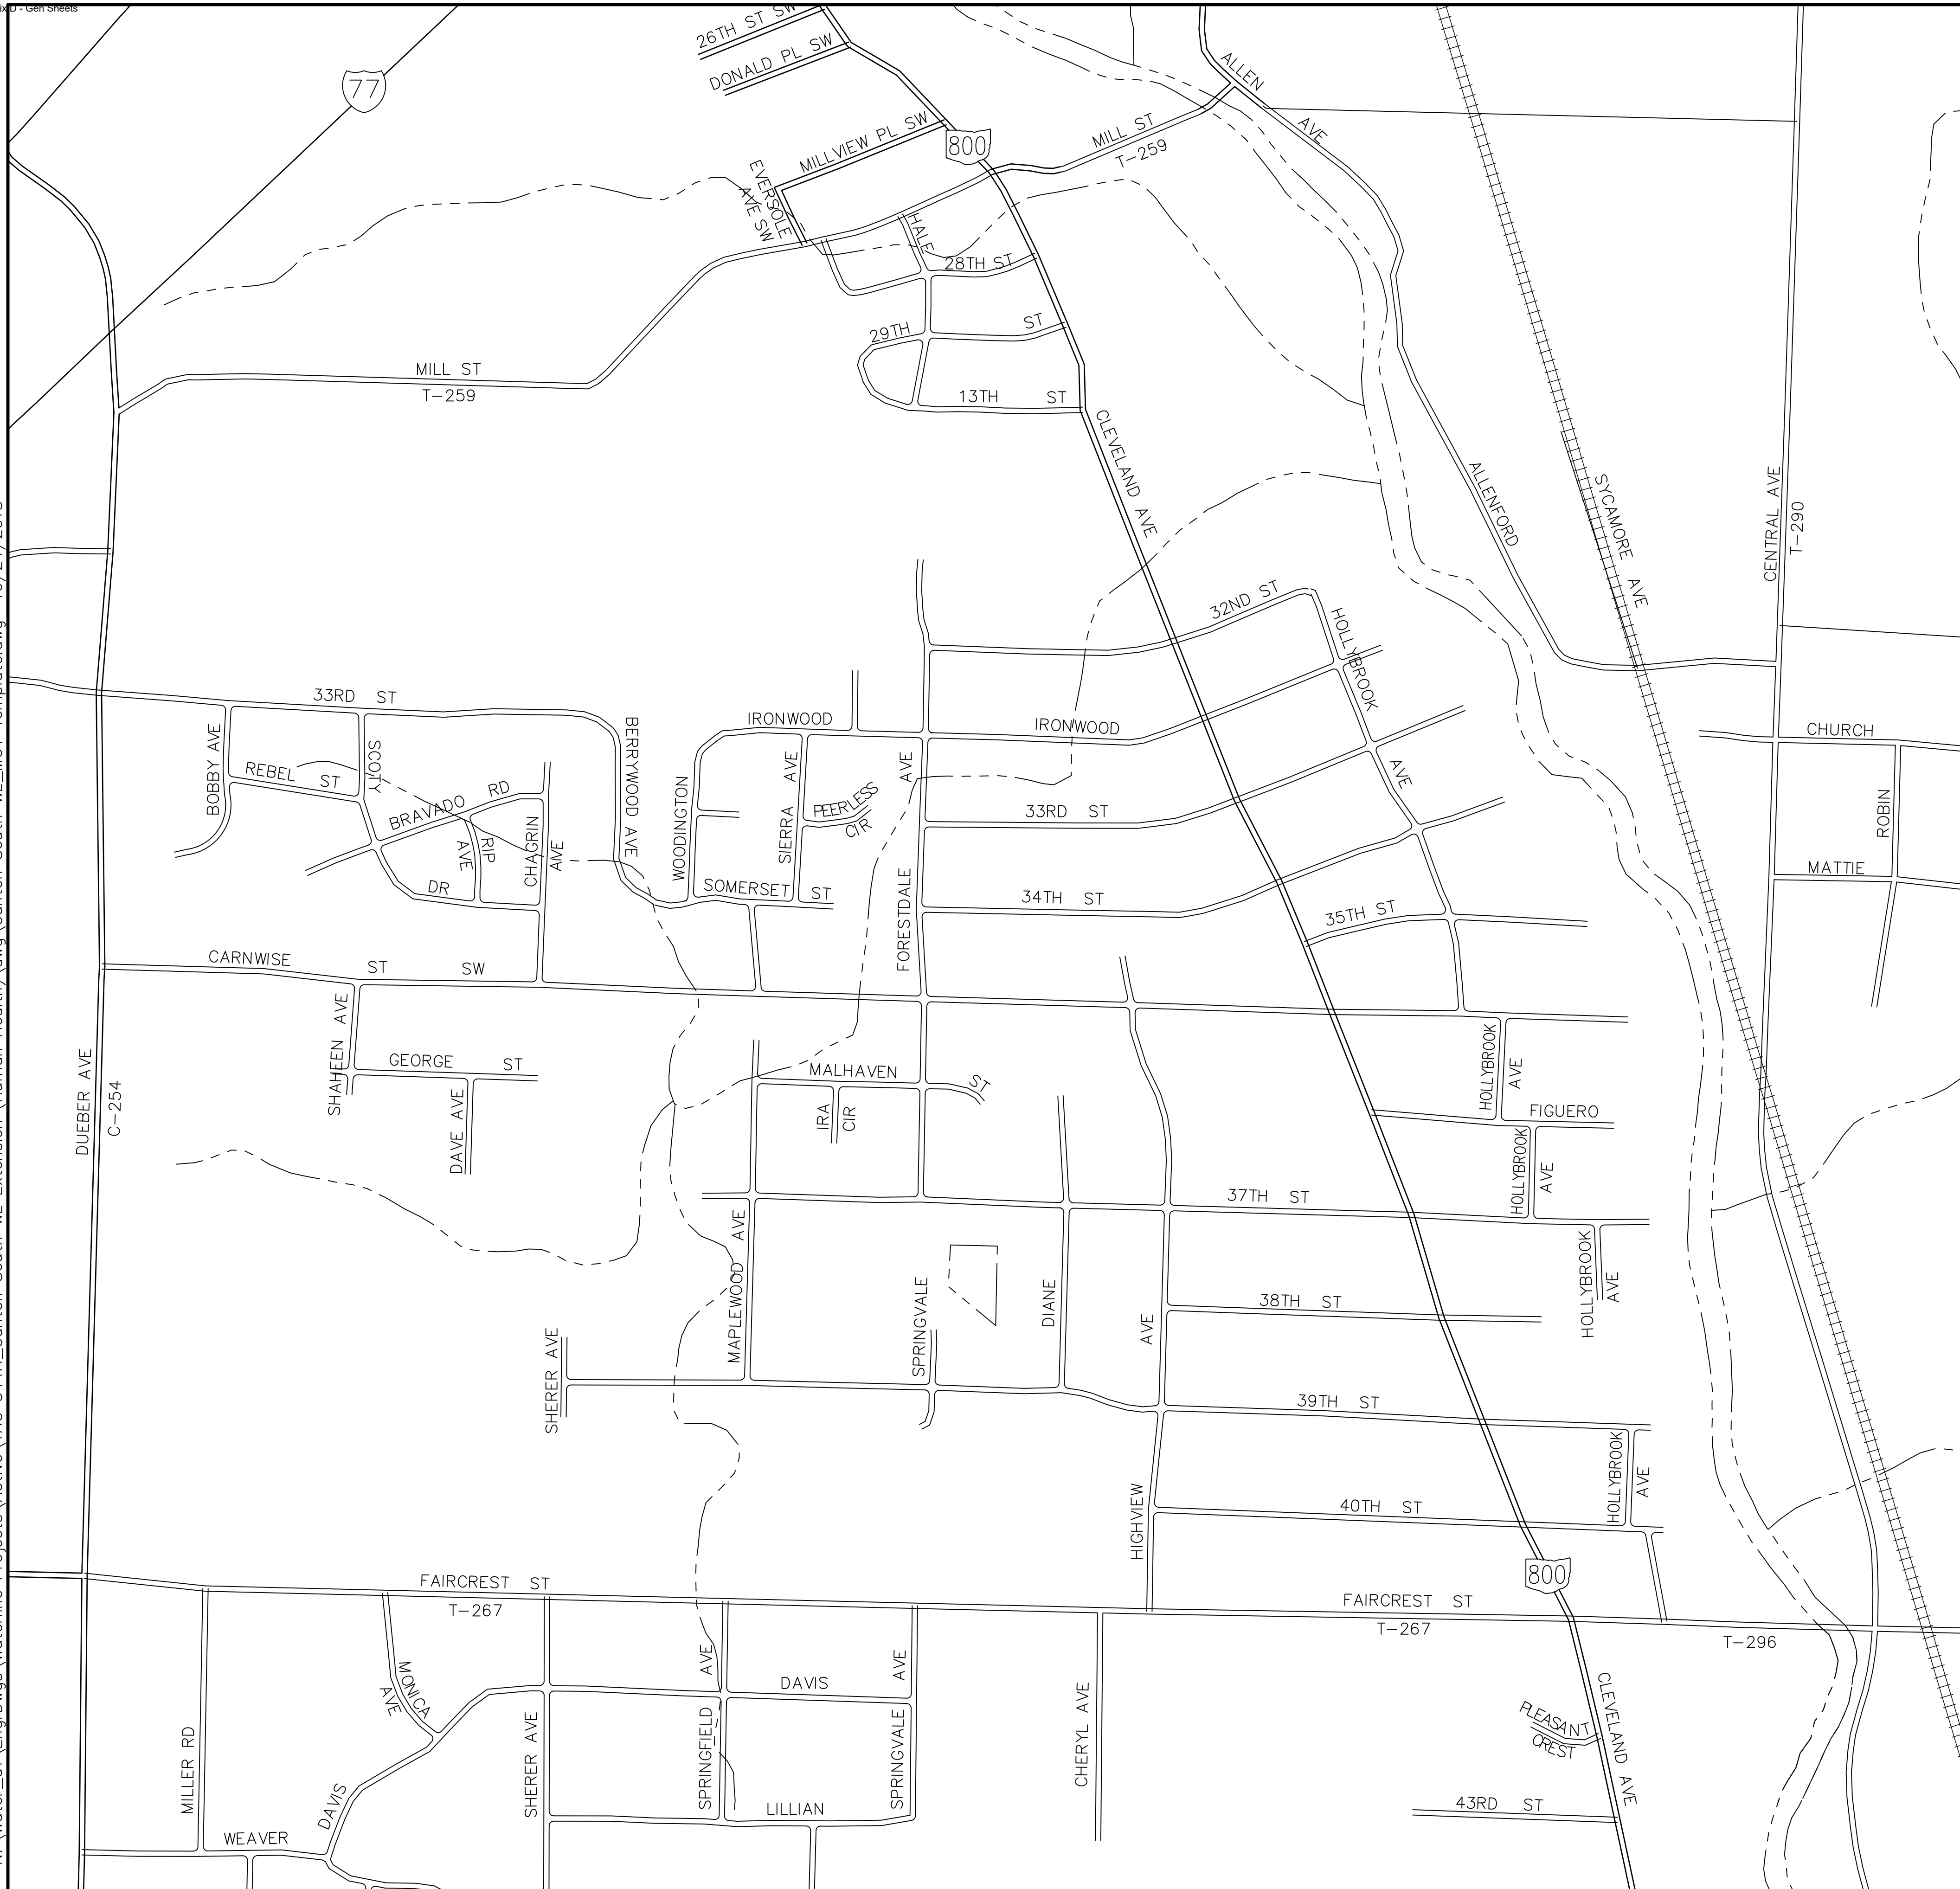 ix D - Gen Sheets
26TH ST SW
DONALD PL SW
77
ALLEN
AVE
MILLVIEW PL SW
800
MILL ST
T-259
EVERSOLE
AVE SW
HALE
28TH ST
29TH ST
MILL ST
T-259
13TH ST
CLEVELAND AVE
ALLENFORD
SYCAMORE AVE
CENTRAL AVE
T-290
32ND ST
HOLLYBROOK
AVE
33RD ST
BERRYWOOD AVE
IRONWOOD
IRONWOOD
CHURCH
BOBBY AVE
SCOTY
REBEL ST
BRAVADO RD
RIP
AVE
CHAGRIN
AVE
DR
WOODINGTON
SIERRA AVE
PEERLESS
CIR
FORESTDALE AVE
33RD ST
ROBIN
MATTIE
SOMERSET ST
34TH ST
35TH ST
CARNWISE ST SW
SHAHEEN AVE
GEORGE ST
DAVE AVE
DUEBER AVE
C-254
MALHAVEN ST
IRA
CIR
HOLLYBROOK
AVE
FIGUERO
HOLLYBROOK
AVE
37TH ST
MAPLEWOOD AVE
HOLLYBROOK
AVE
SPRINGVALE
DIANE
38TH ST
SHERER AVE
39TH ST
HIGHVIEW AVE
HOLLYBROOK
AVE
40TH ST
800
FAIRCREST ST
T-267
FAIRCREST ST
T-267
T-296
MONICA
AVE
MILLER RD
SHERER AVE
SPRINGFIELD AVE
DAVIS
SPRINGVALE AVE
CHERYL AVE
PLEASANT
CREST
CLEVELAND AVE
DAVIS
LILLIAN
43RD ST
WEAVER